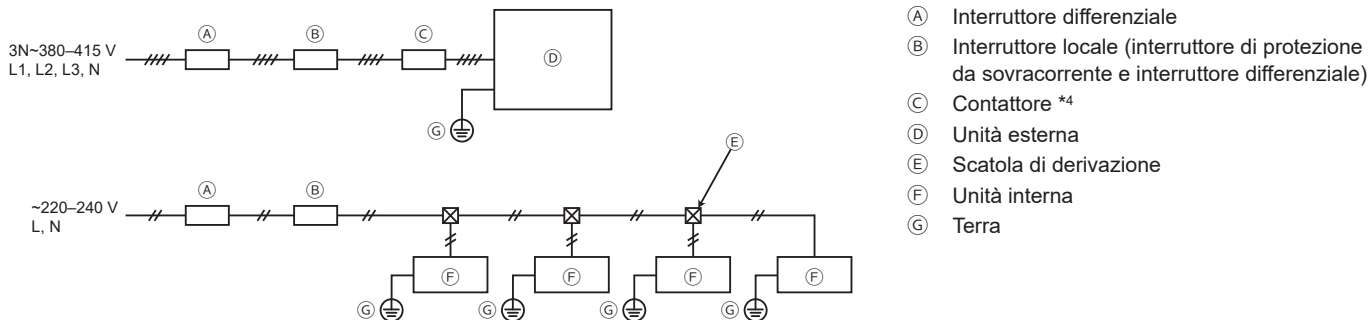 3N~380–415 V
L1, L2, L3, N
Ⓐ Ⓑ Ⓒ
Ⓓ
Ⓖ
~220–240 V
L, N
Ⓐ Ⓑ
Ⓔ
Ⓕ Ⓕ Ⓕ Ⓕ
Ⓖ Ⓖ Ⓖ Ⓖ
Ⓐ Interruttore differenziale
Ⓑ Interruttore locale (interruttore di protezione
da sovracorrente e interruttore differenziale)
Ⓒ Contattore *4
Ⓓ Unità esterna
Ⓔ Scatola di derivazione
Ⓕ Unità interna
Ⓖ Terra